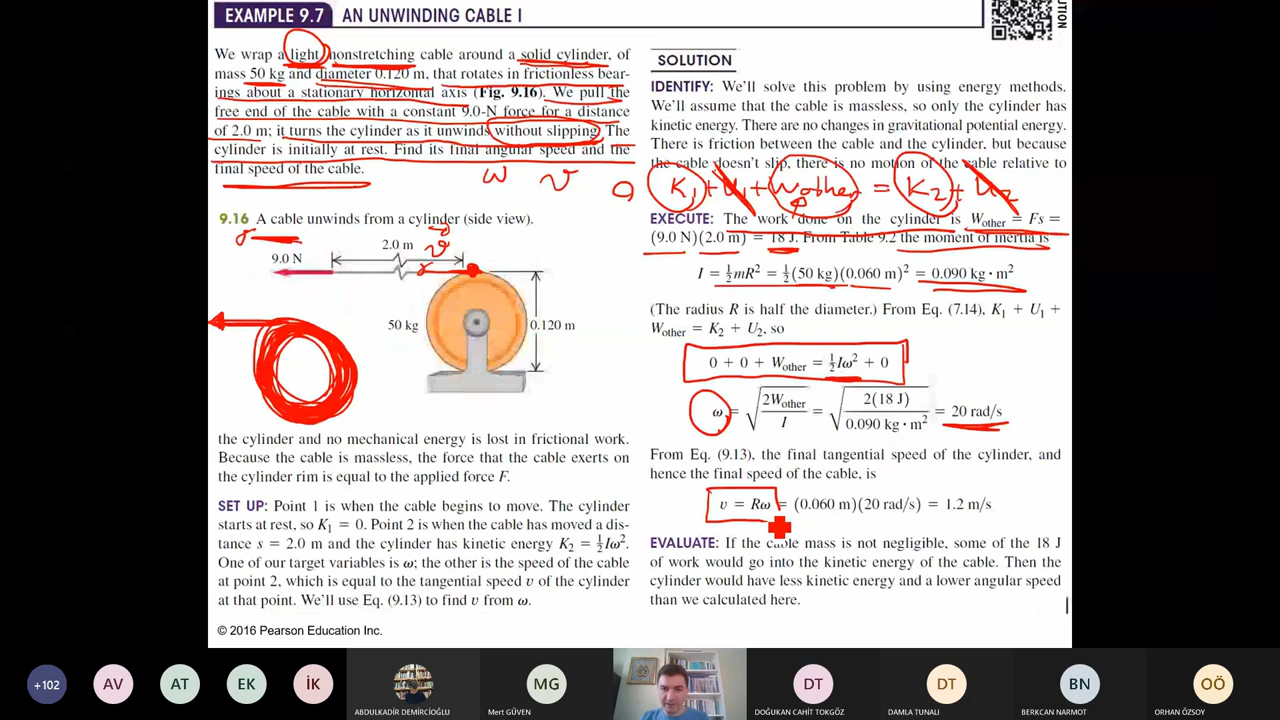 EXAMPLE 9.7 AN UNWINDING CABLE I
We wrap a light, nonstretching cable around a solid cylinder, of
mass 50 kg and diameter 0.120 m, that rotates in frictionless bear-
ings about a stationary horizontal axis (Fig. 9.16). We pull the
free end of the cable with a constant 9.0-N force for a distance
of 2.0 m; it turns the cylinder as it unwinds without slipping. The
cylinder is initially at rest. Find its final angular speed and the
final speed of the cable.
ω v
9.16 A cable unwinds from a cylinder (side view).
2.0 m
v
9.0 N
50 kg
0.120 m
the cylinder and no mechanical energy is lost in frictional work.
Because the cable is massless, the force that the cable exerts on
the cylinder rim is equal to the applied force F.
SET UP: Point 1 is when the cable begins to move. The cylinder
starts at rest, so K₁ = 0. Point 2 is when the cable has moved a dis-
tance s = 2.0 m and the cylinder has kinetic energy K₂ = ½Iω².
One of our target variables is ω; the other is the speed of the cable
at point 2, which is equal to the tangential speed v of the cylinder
at that point. We'll use Eq. (9.13) to find v from ω.
© 2016 Pearson Education Inc.
UTION
SOLUTION
IDENTIFY: We'll solve this problem by using energy methods.
We'll assume that the cable is massless, so only the cylinder has
kinetic energy. There are no changes in gravitational potential energy.
There is friction between the cable and the cylinder, but because
the cable doesn't slip, there is no motion of the cable relative to
0 K₁ + U₁ + Wother = K₂ + U₂
EXECUTE: The work done on the cylinder is Wother = Fs =
(9.0 N)(2.0 m) = 18 J. From Table 9.2 the moment of inertia is
I = ½mR² = ½(50 kg)(0.060 m)² = 0.090 kg · m²
(The radius R is half the diameter.) From Eq. (7.14), K₁ + U₁ +
Wother = K₂ + U₂, so
0 + 0 + Wother = ½Iω² + 0
ω = √(2Wother / I) = √(2(18 J) / 0.090 kg · m²) = 20 rad/s
From Eq. (9.13), the final tangential speed of the cylinder, and
hence the final speed of the cable, is
v = Rω = (0.060 m)(20 rad/s) = 1.2 m/s
EVALUATE: If the cable mass is not negligible, some of the 18 J
of work would go into the kinetic energy of the cable. Then the
cylinder would have less kinetic energy and a lower angular speed
than we calculated here.
+102 AV AT EK İK MG DT DT BN OÖ
ABDULKADİR DEMİRCİOĞLU Mert GÜVEN DOĞUKAN CAHİT TOKGÖZ DAMLA TUNALI BERKCAN NARMOT ORHAN ÖZSOY